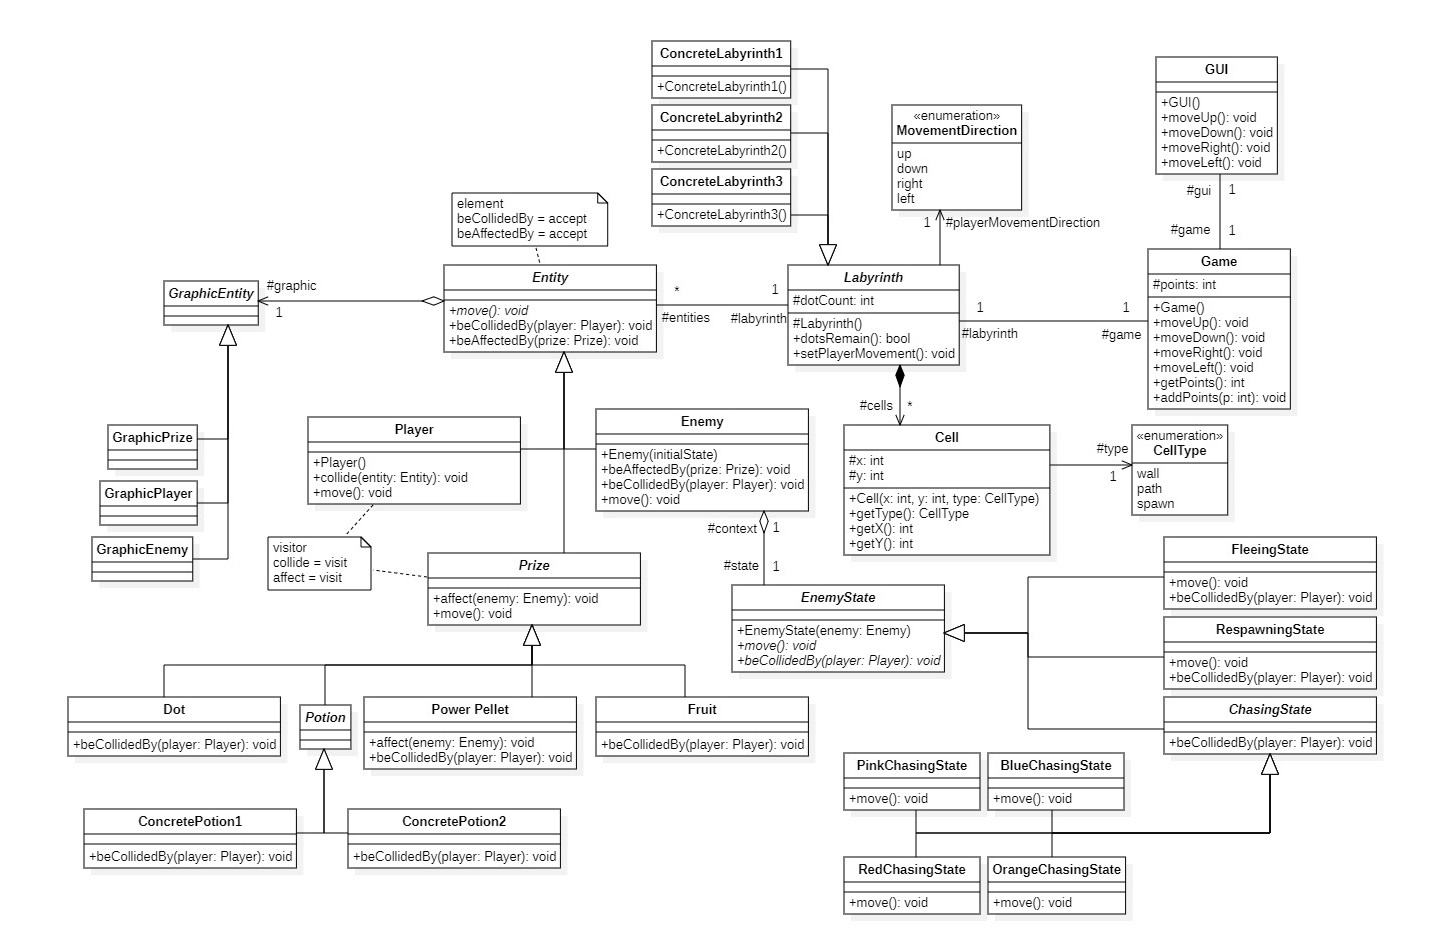 ConcreteLabyrinth1
+ConcreteLabyrinth1()
ConcreteLabyrinth2
+ConcreteLabyrinth2()
ConcreteLabyrinth3
+ConcreteLabyrinth3()
«enumeration»
MovementDirection
up
down
right
left
1
#playerMovementDirection
GUI
+GUI()
+moveUp(): void
+moveDown(): void
+moveRight(): void
+moveLeft(): void
#gui
1
#game
1
element
beCollidedBy = accept
beAffectedBy = accept
GraphicEntity
#graphic
1
Entity
+move(): void
+beCollidedBy(player: Player): void
+beAffectedBy(prize: Prize): void
*
#entities
1
#labyrinth
Labyrinth
#dotCount: int
#Labyrinth()
+dotsRemain(): bool
+setPlayerMovement(): void
1
#labyrinth
1
#game
Game
#points: int
+Game()
+moveUp(): void
+moveDown(): void
+moveRight(): void
+moveLeft(): void
+getPoints(): int
+addPoints(p: int): void
#cells
*
GraphicPrize
GraphicPlayer
GraphicEnemy
Player
+Player()
+collide(entity: Entity): void
+move(): void
Enemy
+Enemy(initialState)
+beAffectedBy(prize: Prize): void
+beCollidedBy(player: Player): void
+move(): void
Cell
#x: int
#y: int
+Cell(x: int, y: int, type: CellType)
+getType(): CellType
+getX(): int
+getY(): int
#type
1
«enumeration»
CellType
wall
path
spawn
visitor
collide = visit
affect = visit
#context
1
#state
1
Prize
+affect(enemy: Enemy): void
+move(): void
EnemyState
+EnemyState(enemy: Enemy)
+move(): void
+beCollidedBy(player: Player): void
FleeingState
+move(): void
+beCollidedBy(player: Player): void
RespawningState
+move(): void
+beCollidedBy(player: Player): void
ChasingState
+beCollidedBy(player: Player): void
Dot
+beCollidedBy(player: Player): void
Potion
Power Pellet
+affect(enemy: Enemy): void
+beCollidedBy(player: Player): void
Fruit
+beCollidedBy(player: Player): void
PinkChasingState
+move(): void
BlueChasingState
+move(): void
ConcretePotion1
+beCollidedBy(player: Player): void
ConcretePotion2
+beCollidedBy(player: Player): void
RedChasingState
+move(): void
OrangeChasingState
+move(): void